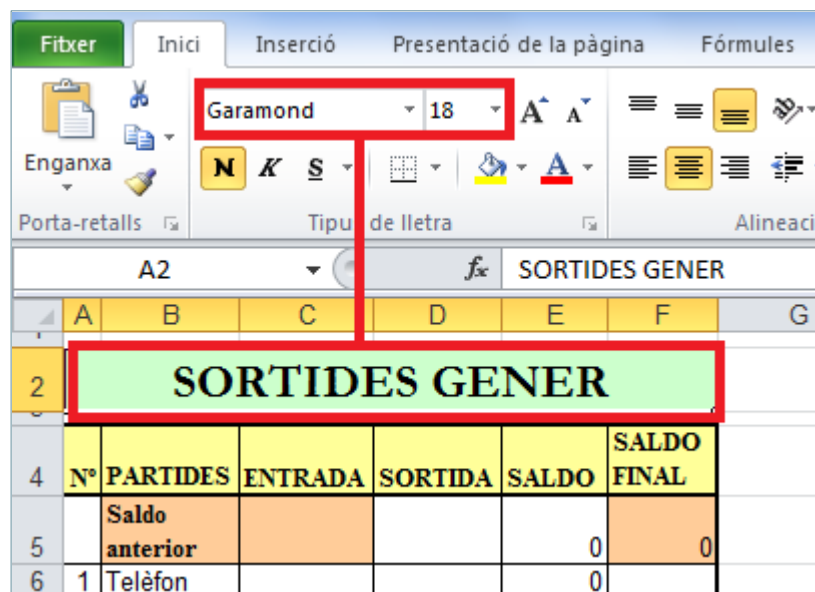 Fitxer Inici Inserció Presentació de la pàgina Fórmules
Garamond 18 A A
Enganxa N K S A
Porta-retalls Tipus de lletra Alineaci
A2 fx SORTIDES GENER
A B C D E F G
2 SORTIDES GENER
SALDO
4 Nº PARTIDES ENTRADA SORTIDA SALDO FINAL
Saldo
5 anterior 0 0
6 1 Telèfon 0